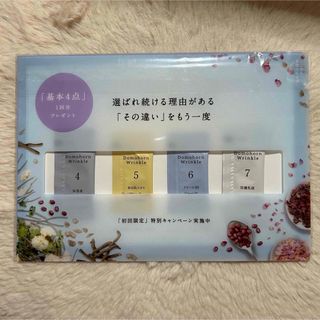 「基本4点」
1回分
プレゼント
選ばれ続ける理由がある
「その違い」をもう一度
Domohorn
Wrinkle
4
Domohorn
Wrinkle
5
Domohorn
Wrinkle
6
Domohorn
Wrinkle
7
「初回限定」特別キャンペーン実施中